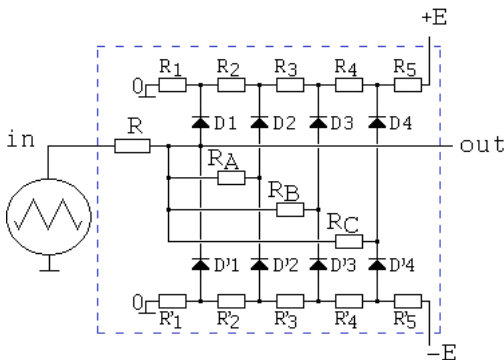 +E
0 R1 R2 R3 R4 R5
D1 D2 D3 D4
in R out
RA
RB
RC
D'1 D'2 D'3 D'4
0 R'1 R'2 R'3 R'4 R'5
-E